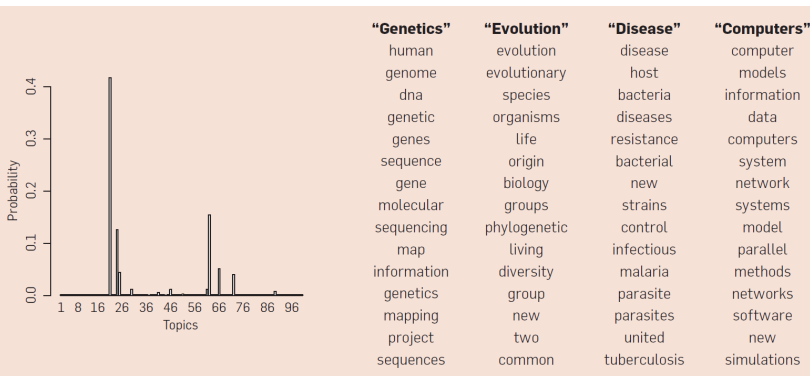 Probability
0.4
0.3
0.2
0.1
0.0
1 8 16 26 36 46 56 66 76 86 96
Topics
“Genetics” “Evolution” “Disease” “Computers”
human evolution disease computer
genome evolutionary host models
dna species bacteria information
genetic organisms diseases data
genes life resistance computers
sequence origin bacterial system
gene biology new network
molecular groups strains systems
sequencing phylogenetic control model
map living infectious parallel
information diversity malaria methods
genetics group parasite networks
mapping new parasites software
project two united new
sequences common tuberculosis simulations